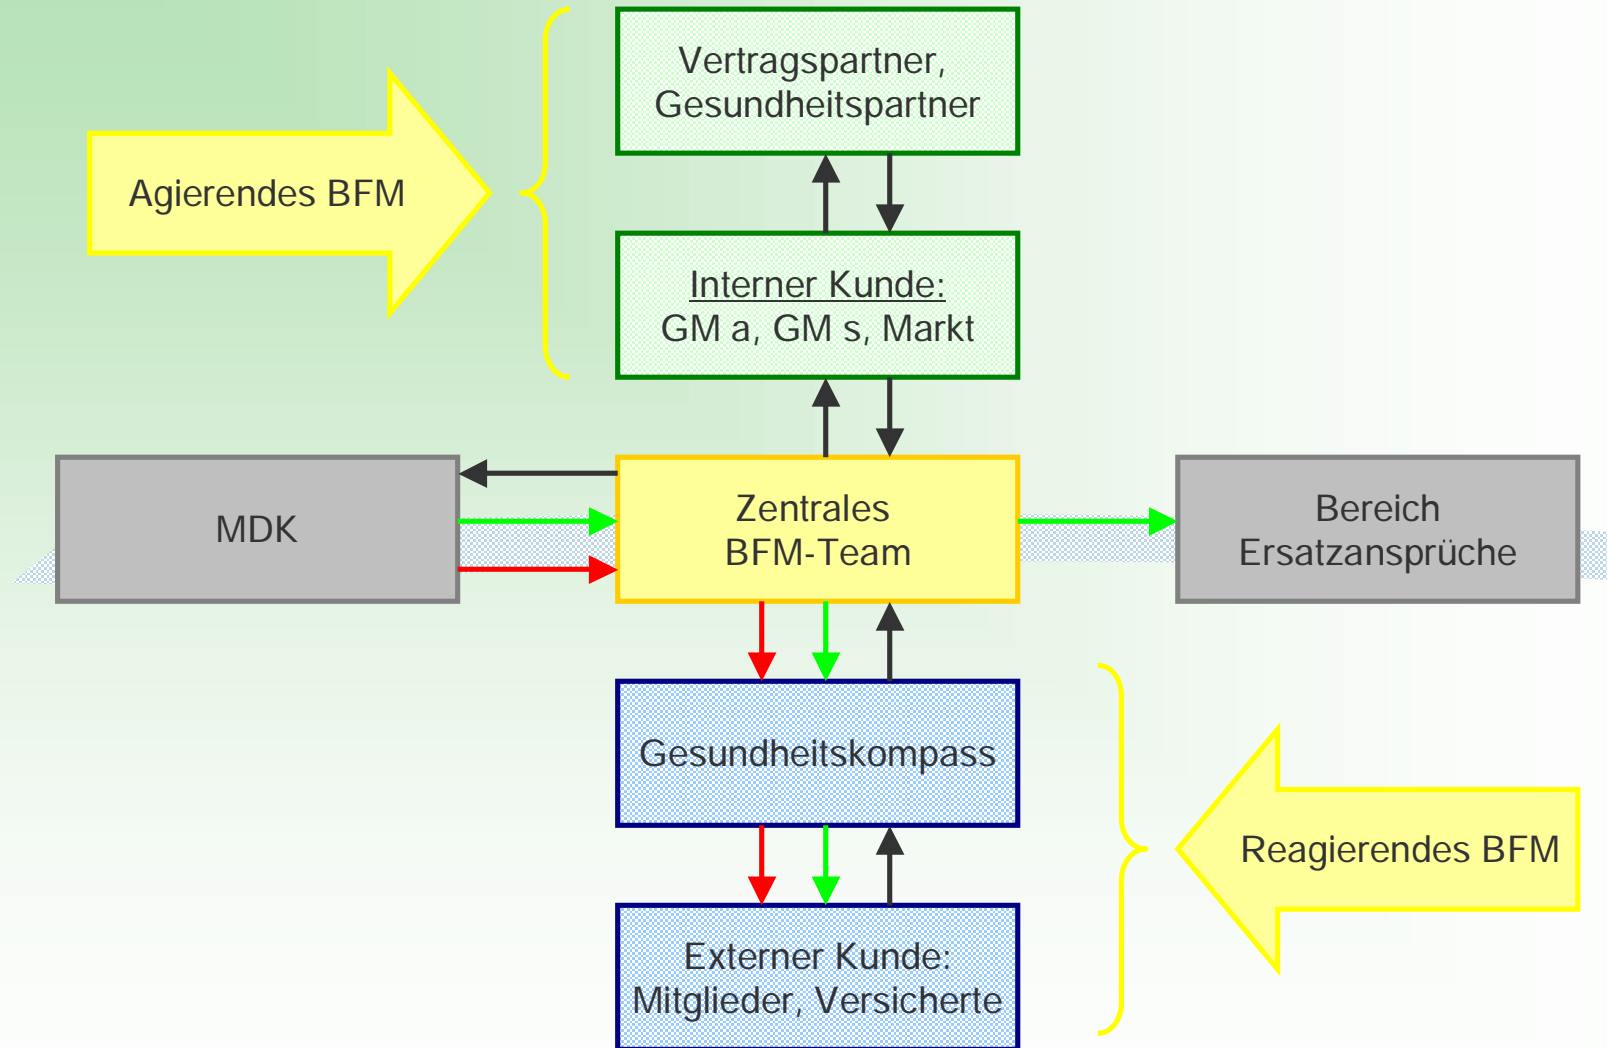 Vertragspartner,
Gesundheitspartner
Agierendes BFM
Interner Kunde:
GM a, GM s, Markt
MDK
Zentrales
BFM-Team
Bereich
Ersatzansprüche
Gesundheitskompass
Reagierendes BFM
Externer Kunde:
Mitglieder, Versicherte